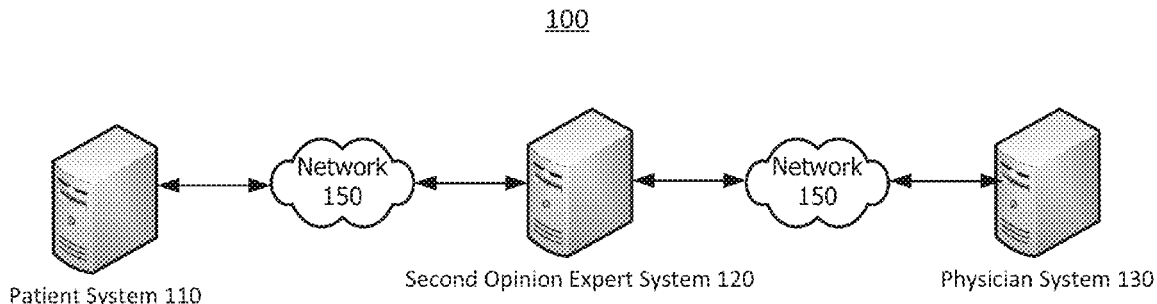 100
Network
150
Network
150
Patient System 110
Second Opinion Expert System 120
Physician System 130